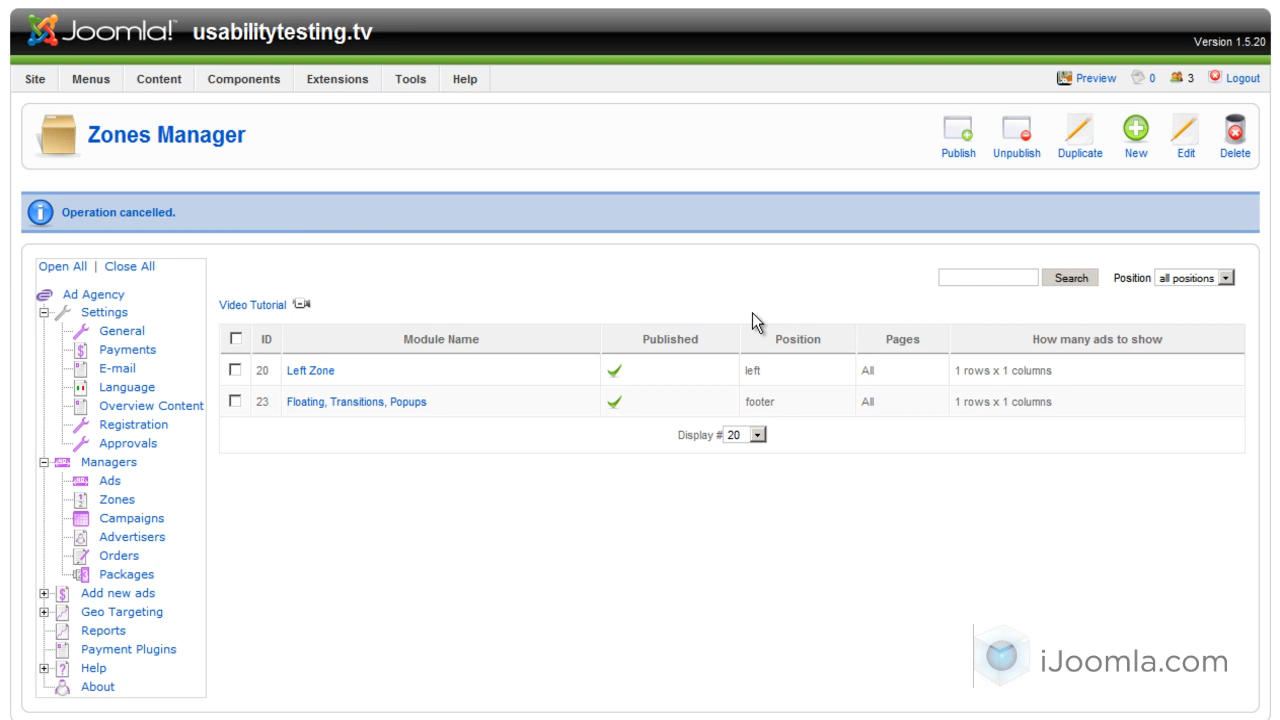 Joomla! usabilitytesting.tv
Version 1.5.20
Site Menus Content Components Extensions Tools Help Preview 0 3 Logout
Zones Manager
Publish Unpublish Duplicate New Edit Delete
Operation cancelled.
Open All | Close All
Ad Agency
Settings
General
Payments
E-mail
Language
Overview Content
Registration
Approvals
Managers
Ads
Zones
Campaigns
Advertisers
Orders
Packages
Add new ads
Geo Targeting
Reports
Payment Plugins
Help
About
Search Position all positions
Video Tutorial
ID Module Name Published Position Pages How many ads to show
20 Left Zone left All 1 rows x 1 columns
23 Floating, Transitions, Popups footer All 1 rows x 1 columns
Display # 20
iJoomla.com